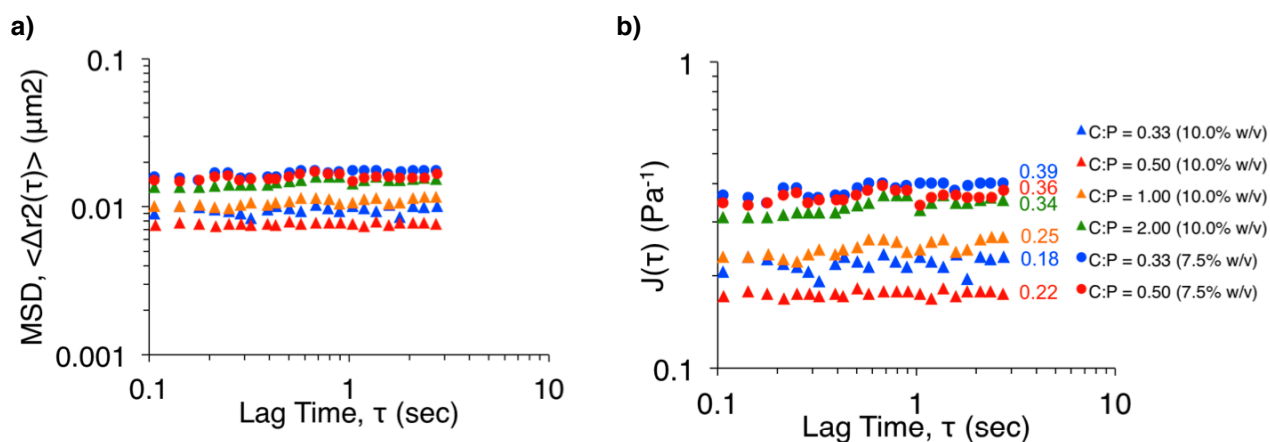 a)
MSD, <Δr2(τ)> (μm2)
0.1
0.01
0.001
0.1
1
10
Lag Time, τ (sec)
b)
J(τ) (Pa⁻¹)
1
0.1
0.1
1
10
Lag Time, τ (sec)
0.39
0.36
0.34
0.25
0.18
0.22
C:P = 0.33 (10.0% w/v)
C:P = 0.50 (10.0% w/v)
C:P = 1.00 (10.0% w/v)
C:P = 2.00 (10.0% w/v)
C:P = 0.33 (7.5% w/v)
C:P = 0.50 (7.5% w/v)